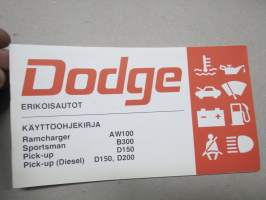 Dodge
ERIKOISAUTOT
KÄYTTÖOHJEKIRJA
Ramcharger AW100
Sportsman B300
Pick-up D150
Pick-up (Diesel) D150, D200